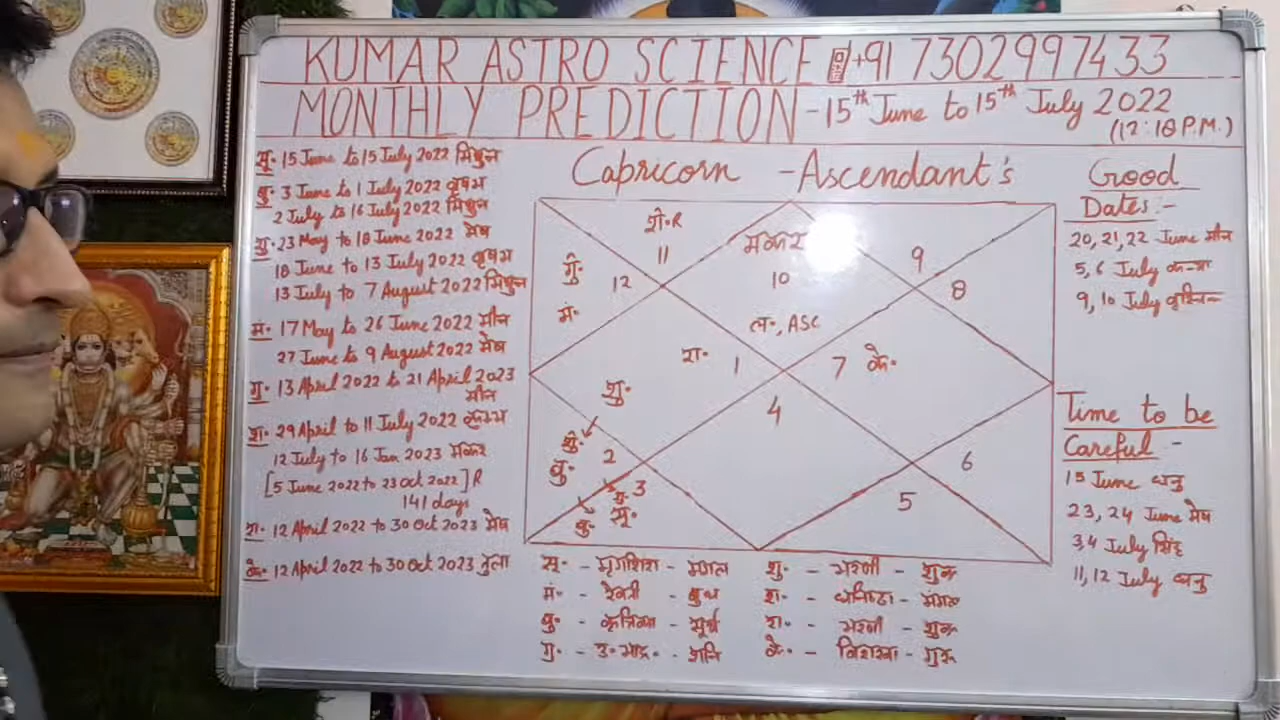 KUMAR ASTRO SCIENCE +91 7302997433
MONTHLY PREDICTION - 15th June to 15th July 2022
(12:18 P.M.)
Capricorn - Ascendant's
सू॰ 15 June to 15 July 2022 मिथुन
बु॰ 3 June to 1 July 2022 वृषभ
2 July to 16 July 2022 मिथुन
शु॰ 23 May to 18 June 2022 मेष
18 June to 13 July 2022 वृषभ
13 July to 7 August 2022 मिथुन
मं॰ 17 May to 26 June 2022 मीन
27 June to 9 August 2022 मेष
गु॰ 13 April 2022 to 21 April 2023
मीन
श॰ 29 April to 11 July 2022 कुम्भ
12 July to 16 Jan 2023 मकर
[5 June 2022 to 23 Oct 2022] R
141 days
रा॰ 12 April 2022 to 30 Oct 2023 मेष
के॰ 12 April 2022 to 30 Oct 2023 तुला
श॰ R
11
मकर
10
ल॰, ASC
9
8
गु॰
12
मं॰
रा॰ 1
7 के॰
4
शु॰
शु॰
बु॰ 2
शु॰ 3
सू॰
बु॰
6
5
सू॰ - मृगशिरा - मंगल
मं॰ - रेवती - बुध
बु॰ - कृत्तिका - सूर्य
गु॰ - उ॰ भाद्र॰ - शनि
शु॰ - भरणी - शुक्र
श॰ - धनिष्ठा - मंगल
रा॰ - भरणी - शुक्र
के॰ - विशाखा - गुरू
Good
Dates:-
20, 21, 22 June मीन
5, 6 July कन्या
9, 10 July वृश्चिक
Time to be
Careful -
15 June धनु
23, 24 June मेष
3,4 July सिंह
11, 12 July धनु